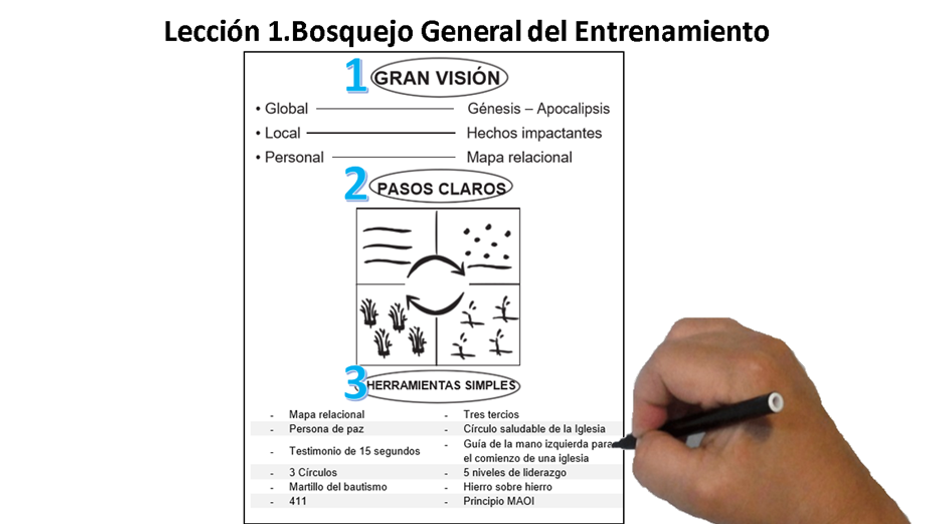 Lección 1.Bosquejo General del Entrenamiento
1 GRAN VISIÓN
• Global Génesis – Apocalipsis
• Local Hechos impactantes
• Personal Mapa relacional
2 PASOS CLAROS
3 HERRAMIENTAS SIMPLES
- Mapa relacional - Tres tercios
- Persona de paz - Círculo saludable de la Iglesia
- Testimonio de 15 segundos - Guía de la mano izquierda para
el comienzo de una iglesia
- 3 Círculos - 5 niveles de liderazgo
- Martillo del bautismo - Hierro sobre hierro
- 411 - Principio MAOI